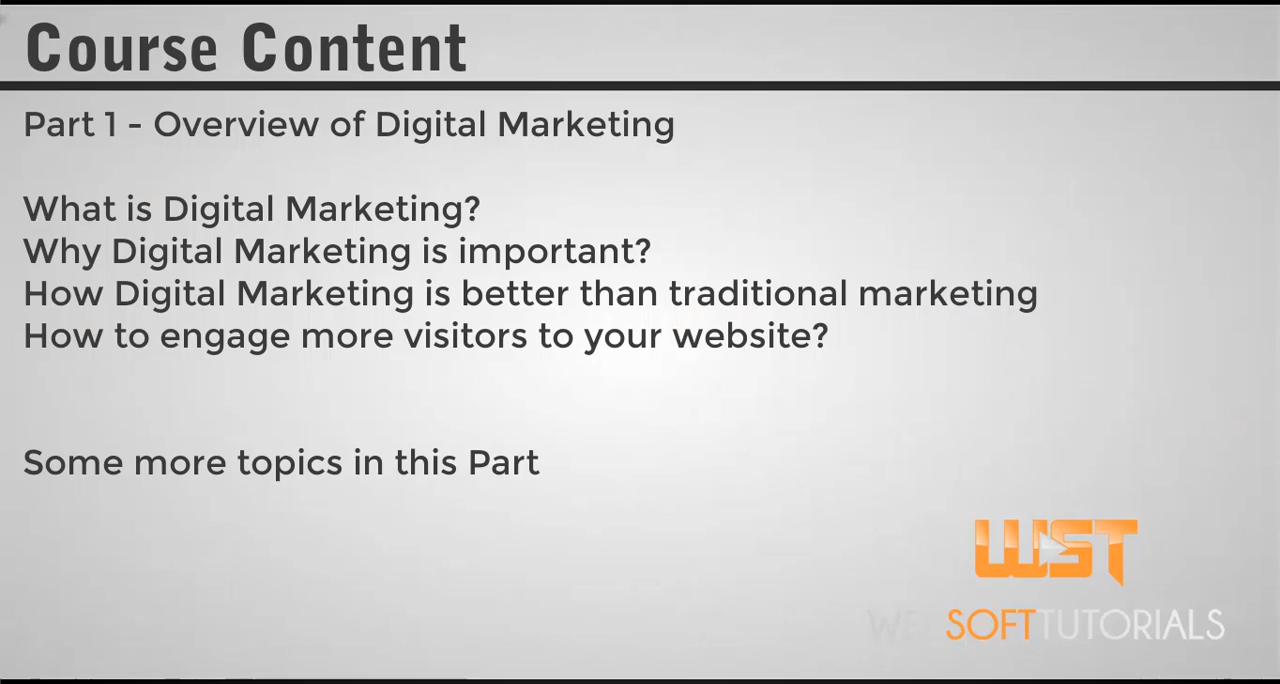 Course Content
Part 1 - Overview of Digital Marketing
What is Digital Marketing?
Why Digital Marketing is important?
How Digital Marketing is better than traditional marketing
How to engage more visitors to your website?
Some more topics in this Part
WST
SOFTTUTORIALS